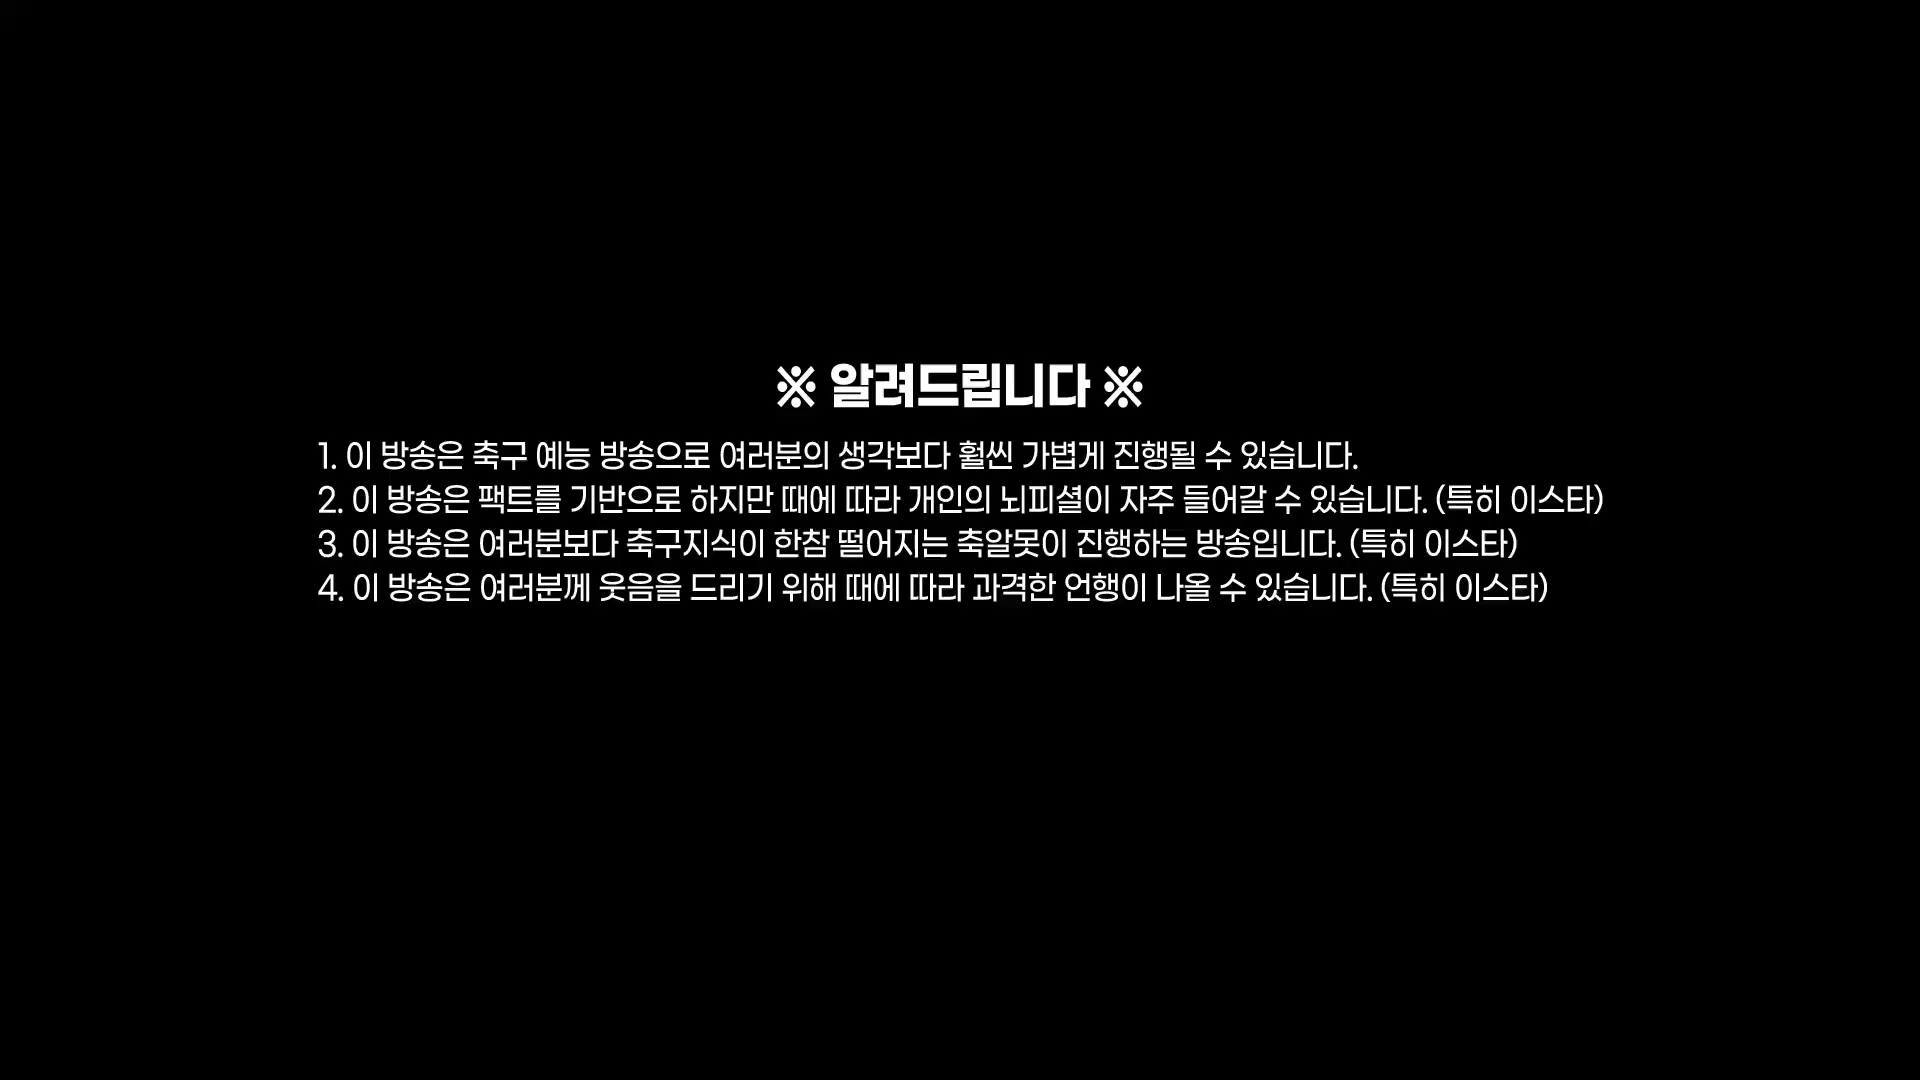 ※ 알려드립니다 ※
1. 이 방송은 축구 예능 방송으로 여러분의 생각보다 훨씬 가볍게 진행될 수 있습니다.
2. 이 방송은 팩트를 기반으로 하지만 때에 따라 개인의 뇌피셜이 자주 들어갈 수 있습니다. (특히 이스타)
3. 이 방송은 여러분보다 축구지식이 한참 떨어지는 축알못이 진행하는 방송입니다. (특히 이스타)
4. 이 방송은 여러분께 웃음을 드리기 위해 때에 따라 과격한 언행이 나올 수 있습니다. (특히 이스타)